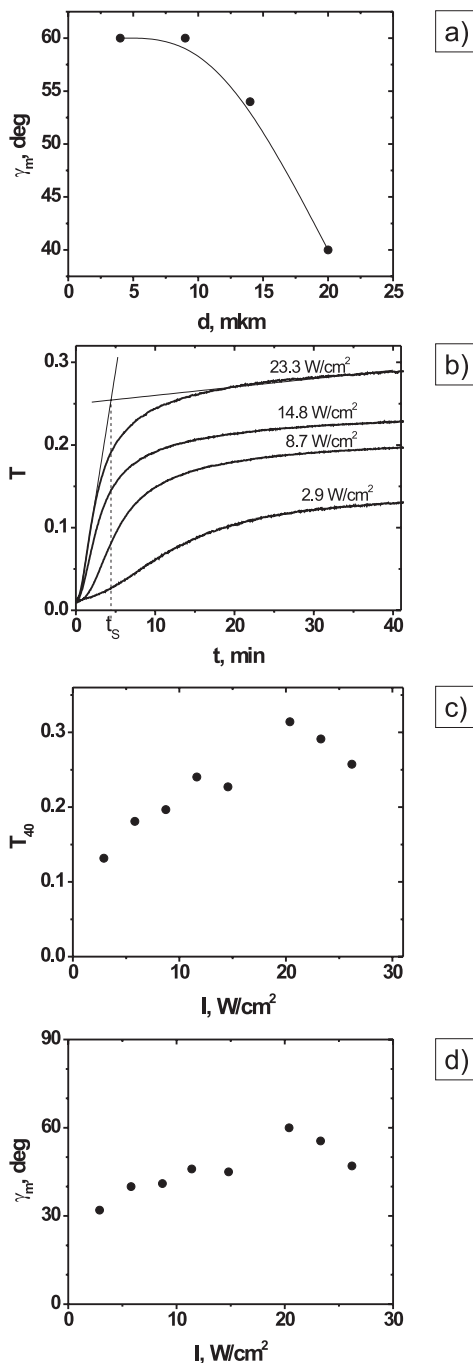 a)
60
55
50
45
40
γm, deg
0 5 10 15 20 25
d, mkm
b)
0.3
0.2
0.1
0.0
T
23.3 W/cm²
14.8 W/cm²
8.7 W/cm²
2.9 W/cm²
0 10 20 30 40
tS
t, min
c)
0.3
0.2
0.1
0.0
T40
0 10 20 30
I, W/cm²
d)
90
60
30
0
γm, deg
0 10 20 30
I, W/cm²